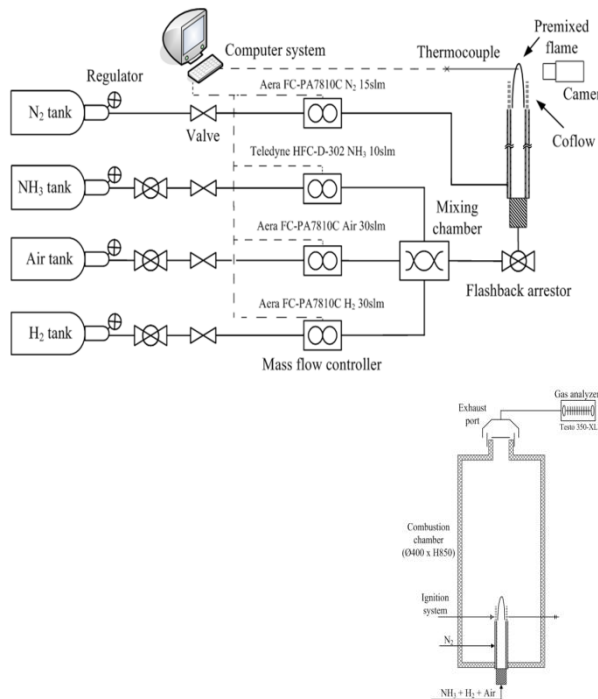 Premixed
flame
Computer system
Thermocouple
Regulator
Aera FC-PA7810C N₂ 15slm
Camer
N₂ tank
Valve
Coflow
Teledyne HFC-D-302 NH₃ 10slm
NH₃ tank
Mixing
chamber
Aera FC-PA7810C Air 30slm
Air tank
Flashback arrestor
Aera FC-PA7810C H₂ 30slm
H₂ tank
Mass flow controller
Gas analyzer
Exhaust
port
Testo 350-XL
Combustion
chamber
(Ø400 x H850)
Ignition
system
N₂
NH₃ + H₂ + Air